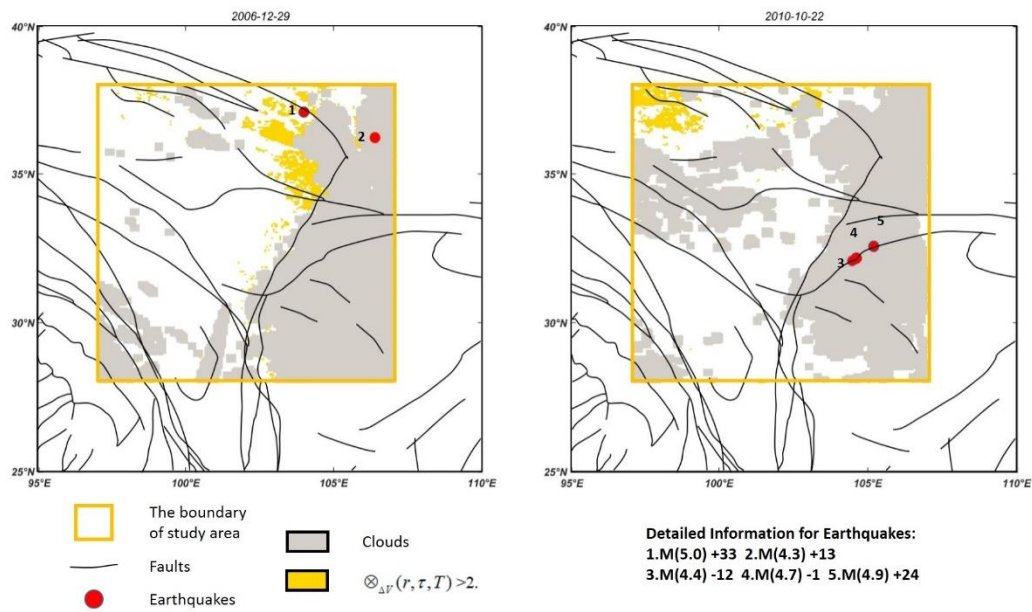 2006-12-29
2010-10-22
40°N
35°N
30°N
25°N
95°E
100°E
105°E
110°E
1
2
40°N
35°N
30°N
25°N
95°E
100°E
105°E
110°E
5
4
3
The boundary
of study area
Faults
Earthquakes
Clouds
⊗ΔV(r,τ,T) >2.
Detailed Information for Earthquakes:
1.M(5.0) +33 2.M(4.3) +13
3.M(4.4) -12 4.M(4.7) -1 5.M(4.9) +24